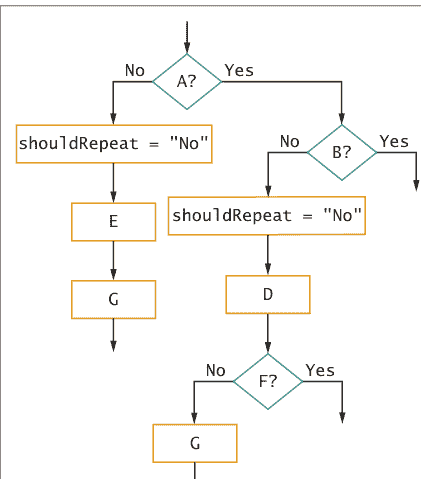 A?
No
Yes
shouldRepeat = "No"
E
G
B?
No
Yes
shouldRepeat = "No"
D
F?
No
Yes
G